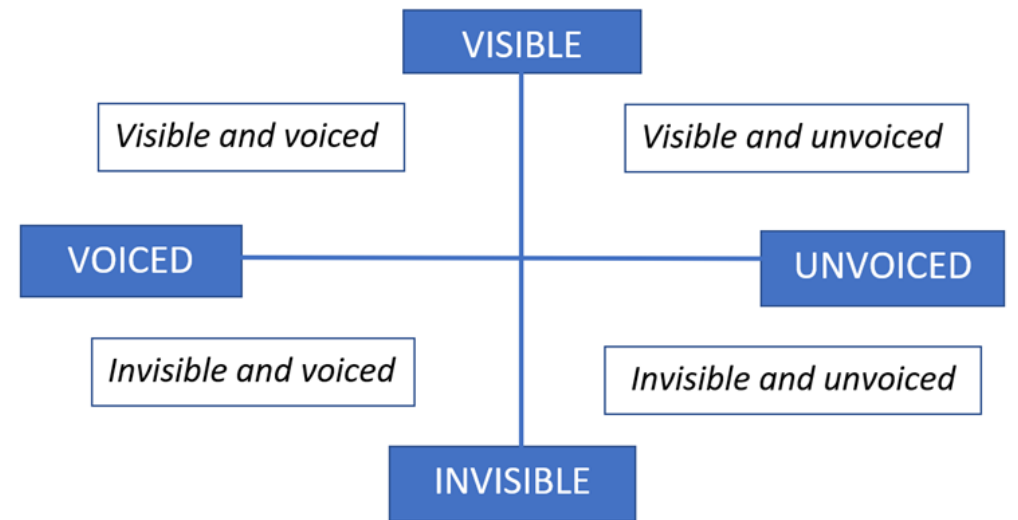 VISIBLE
Visible and voiced
Visible and unvoiced
VOICED
UNVOICED
Invisible and voiced
Invisible and unvoiced
INVISIBLE